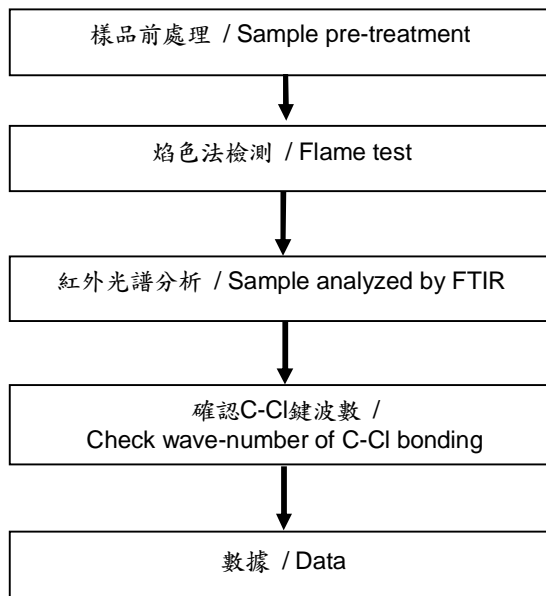 樣品前處理 / Sample pre-treatment
焰色法檢測 / Flame test
紅外光譜分析 / Sample analyzed by FTIR
確認C-Cl鍵波數 /
Check wave-number of C-Cl bonding
數據 / Data